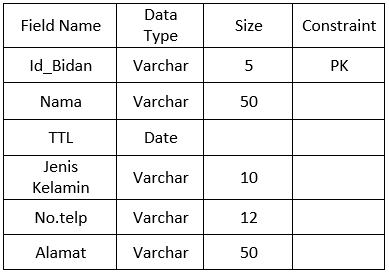 Field Name Data Type Size Constraint
Id_Bidan Varchar 5 PK
Nama Varchar 50
TTL Date
Jenis Kelamin Varchar 10
No.telp Varchar 12
Alamat Varchar 50